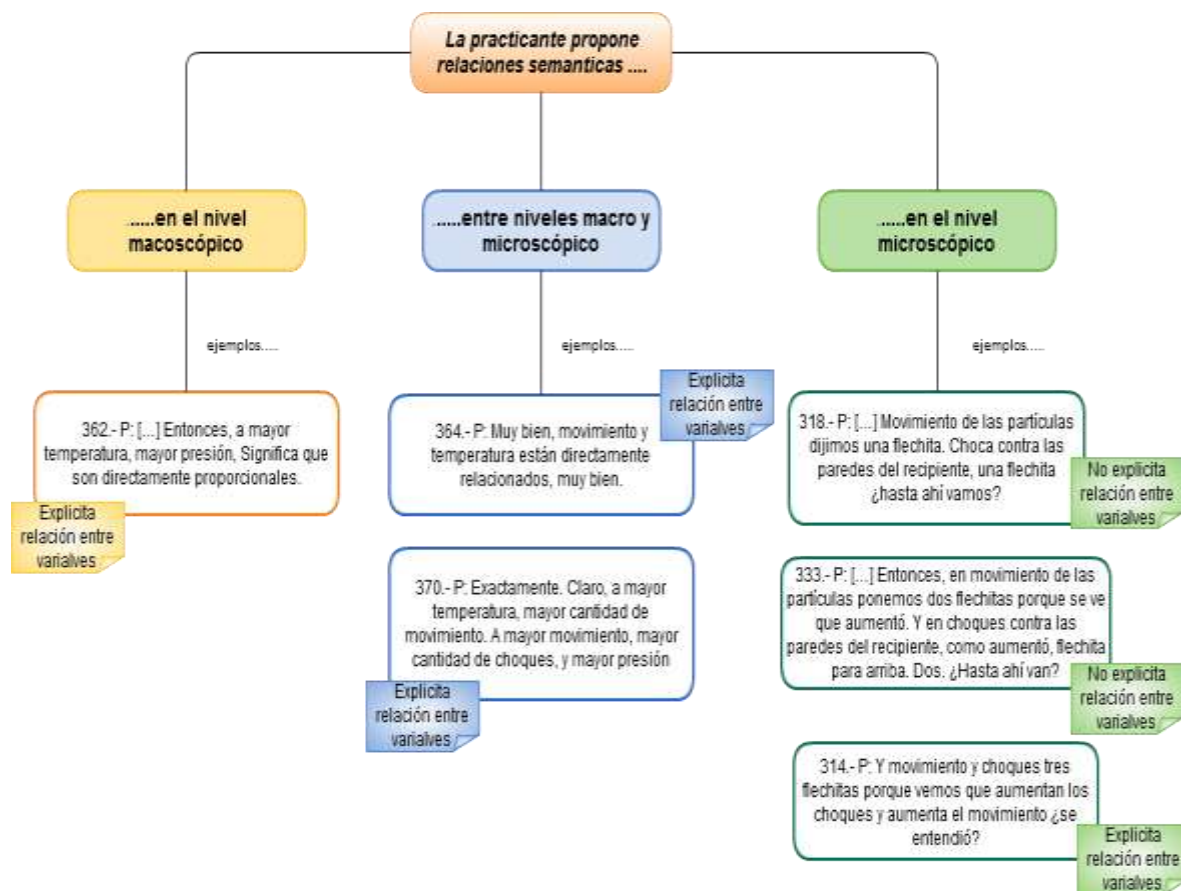 La practicante propone
relaciones semanticas ....
......en el nivel
macoscópico
......entre niveles macro y
microscópico
......en el nivel
microscópico
ejemplos.....
ejemplos.....
ejemplos.....
362.- P: [...] Entonces, a mayor
temperatura, mayor presión, Significa que
son directamente proporcionales.
Explicita
relación entre
varialves
364.- P: Muy bien, movimiento y
temperatura están directamente
relacionados, muy bien.
Explicita
relación entre
varialves
370.- P: Exactamente. Claro, a mayor
temperatura, mayor cantidad de
movimiento. A mayor movimiento, mayor
cantidad de choques, y mayor presión
Explicita
relación entre
varialves
318.- P: [...] Movimiento de las partículas
dijimos una flechita. Choca contra las
paredes del recipiente, una flechita
¿hasta ahí vamos?
No explicita
relación entre
varialves
333.- P: [...] Entonces, en movimiento de las
partículas ponemos dos flechitas porque se ve
que aumentó. Y en choques contra las
paredes del recipiente, como aumentó, flechita
para arriba. Dos. ¿Hasta ahí van?
No explicita
relación entre
varialves
314.- P: Y movimiento y choques tres
flechitas porque vemos que aumentan los
choques y aumenta el movimiento ¿se
entendió?
Explicita
relación entre
varialves